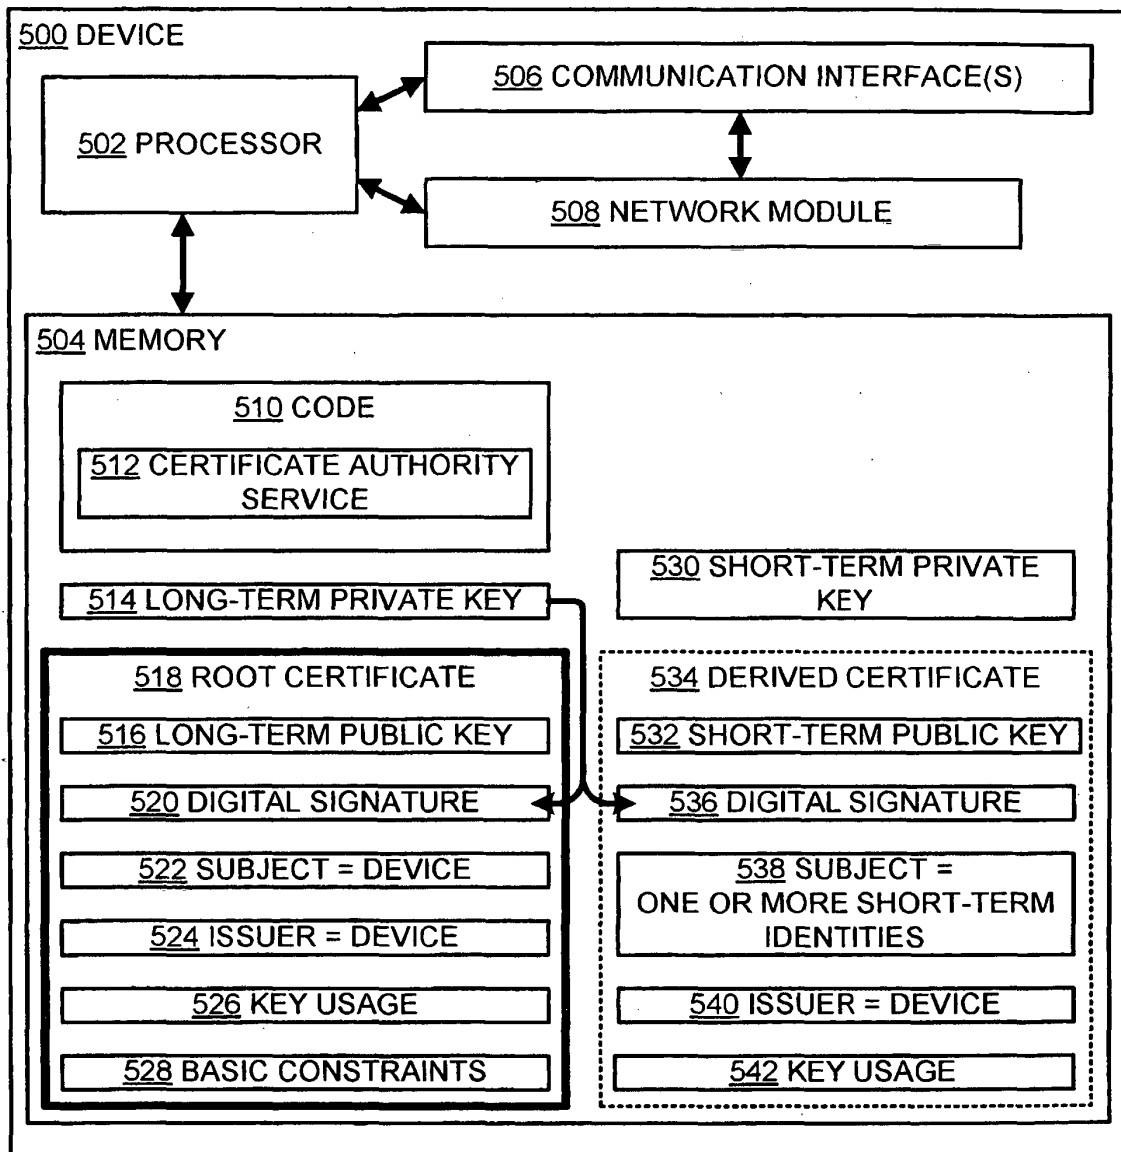 500 DEVICE
506 COMMUNICATION INTERFACE(S)
502 PROCESSOR
508 NETWORK MODULE
504 MEMORY
510 CODE
512 CERTIFICATE AUTHORITY
SERVICE
514 LONG-TERM PRIVATE KEY
518 ROOT CERTIFICATE
516 LONG-TERM PUBLIC KEY
520 DIGITAL SIGNATURE
522 SUBJECT = DEVICE
524 ISSUER = DEVICE
526 KEY USAGE
528 BASIC CONSTRAINTS
530 SHORT-TERM PRIVATE
KEY
534 DERIVED CERTIFICATE
532 SHORT-TERM PUBLIC KEY
536 DIGITAL SIGNATURE
538 SUBJECT =
ONE OR MORE SHORT-TERM
IDENTITIES
540 ISSUER = DEVICE
542 KEY USAGE